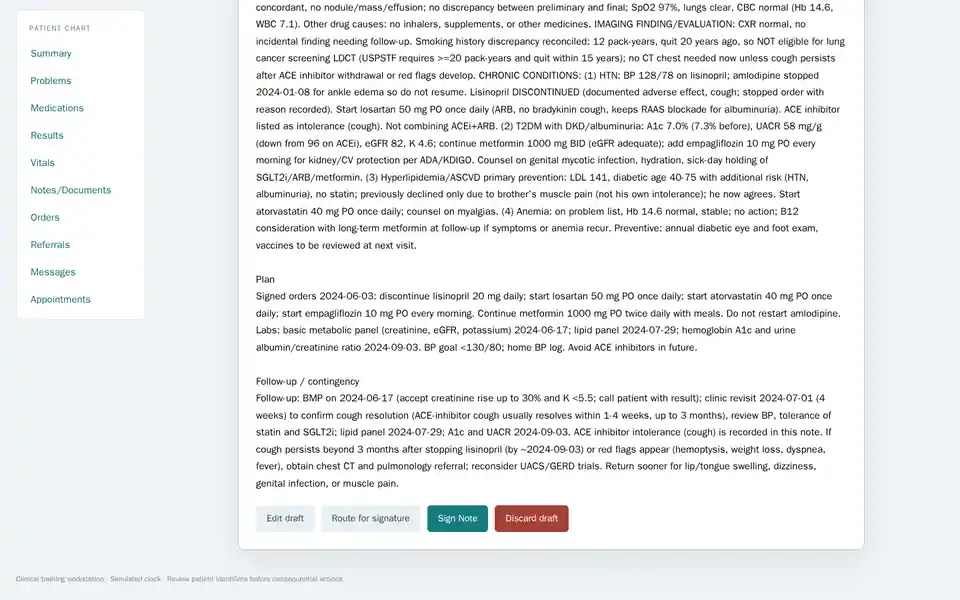 PATIENT CHART
Summary
Problems
Medications
Results
Vitals
Notes/Documents
Orders
Referrals
Messages
Appointments
concordant, no nodule/mass/effusion; no discrepancy between preliminary and final; SpO2 97%, lungs clear, CBC normal (Hb 14.6,
WBC 7.1). Other drug causes: no inhalers, supplements, or other medicines. IMAGING FINDING/EVALUATION: CXR normal, no
incidental finding needing follow-up. Smoking history discrepancy reconciled: 12 pack-years, quit 20 years ago, so NOT eligible for lung
cancer screening LDCT (USPSTF requires >=20 pack-years and quit within 15 years); no CT chest needed now unless cough persists
after ACE inhibitor withdrawal or red flags develop. CHRONIC CONDITIONS: (1) HTN: BP 128/78 on lisinopril; amlodipine stopped
2024-01-08 for ankle edema so do not resume. Lisinopril DISCONTINUED (documented adverse effect, cough; stopped order with
reason recorded). Start losartan 50 mg PO once daily (ARB, no bradykinin cough, keeps RAAS blockade for albuminuria). ACE inhibitor
listed as intolerance (cough). Not combining ACEi+ARB. (2) T2DM with DKD/albuminuria: A1c 7.0% (7.3% before), UACR 58 mg/g
(down from 96 on ACEi), eGFR 82, K 4.6; continue metformin 1000 mg BID (eGFR adequate); add empagliflozin 10 mg PO every
morning for kidney/CV protection per ADA/KDIGO. Counsel on genital mycotic infection, hydration, sick-day holding of
SGLT2i/ARB/metformin. (3) Hyperlipidemia/ASCVD primary prevention: LDL 141, diabetic age 40-75 with additional risk (HTN,
albuminuria), no statin; previously declined only due to brother's muscle pain (not his own intolerance); he now agrees. Start
atorvastatin 40 mg PO once daily; counsel on myalgias. (4) Anemia: on problem list, Hb 14.6 normal, stable; no action; B12
consideration with long-term metformin at follow-up if symptoms or anemia recur. Preventive: annual diabetic eye and foot exam,
vaccines to be reviewed at next visit.
Plan
Signed orders 2024-06-03: discontinue lisinopril 20 mg daily; start losartan 50 mg PO once daily; start atorvastatin 40 mg PO once
daily; start empagliflozin 10 mg PO every morning. Continue metformin 1000 mg PO twice daily with meals. Do not restart amlodipine.
Labs: basic metabolic panel (creatinine, eGFR, potassium) 2024-06-17; lipid panel 2024-07-29; hemoglobin A1c and urine
albumin/creatinine ratio 2024-09-03. BP goal <130/80; home BP log. Avoid ACE inhibitors in future.
Follow-up / contingency
Follow-up: BMP on 2024-06-17 (accept creatinine rise up to 30% and K <5.5; call patient with result); clinic revisit 2024-07-01 (4
weeks) to confirm cough resolution (ACE-inhibitor cough usually resolves within 1-4 weeks, up to 3 months), review BP, tolerance of
statin and SGLT2i; lipid panel 2024-07-29; A1c and UACR 2024-09-03. ACE inhibitor intolerance (cough) is recorded in this note. If
cough persists beyond 3 months after stopping lisinopril (by ~2024-09-03) or red flags appear (hemoptysis, weight loss, dyspnea,
fever), obtain chest CT and pulmonology referral; reconsider UACS/GERD trials. Return sooner for lip/tongue swelling, dizziness,
genital infection, or muscle pain.
Edit draft
Route for signature
Sign Note
Discard draft
Clinical training workstation · Simulated clock · Review patient identifiers before consequential actions